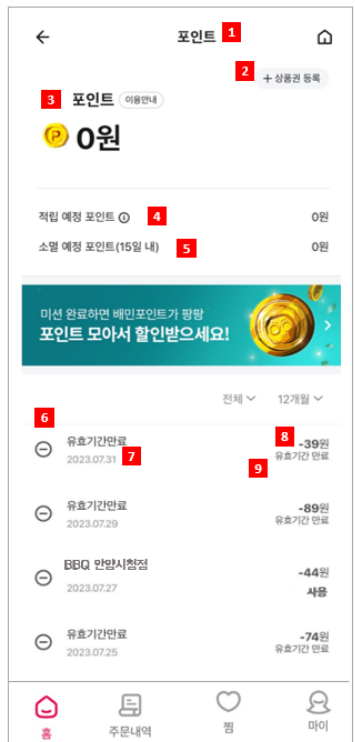 포인트 1
2 + 상품권 등록
3 포인트 이용안내
P 0원
적립 예정 포인트 4 0원
소멸 예정 포인트(15일 내) 5 0원
미션 완료하면 배민포인트가 팡팡
포인트 모아서 할인받으세요!
전체 12개월
6
유효기간만료 8 -39원
2023.07.31 7 9 유효기간 만료
유효기간만료 -89원
2023.07.29 유효기간 만료
BBQ 안암시험점 -44원
2023.07.27 사용
유효기간만료 -74원
2023.07.25 유효기간 만료
홈 주문내역 찜 마이